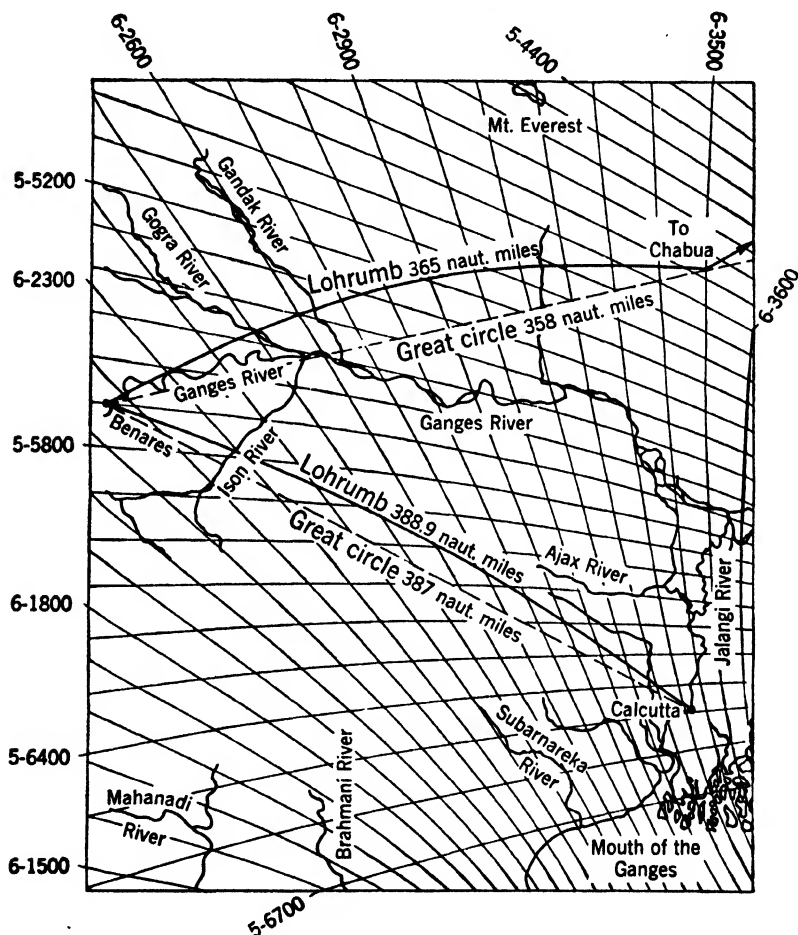 6-2600
6-2900
5-4400
6-3500
Mt. Everest
5-5200
Gandak River
Gogra River
To
Chabua
6-2300
Lohrumb 365 naut. miles
6-3600
Great circle 358 naut. miles
Ganges River
Ganges River
Benares
5-5800
Ison River
Lohrumb 388.9 naut. miles
Great circle 387 naut. miles
Ajax River
Jalangi River
6-1800
Calcutta
Subarnareka
River
5-6400
Brahmani River
Mahanadi
River
Mouth of the
Ganges
6-1500
5-6700